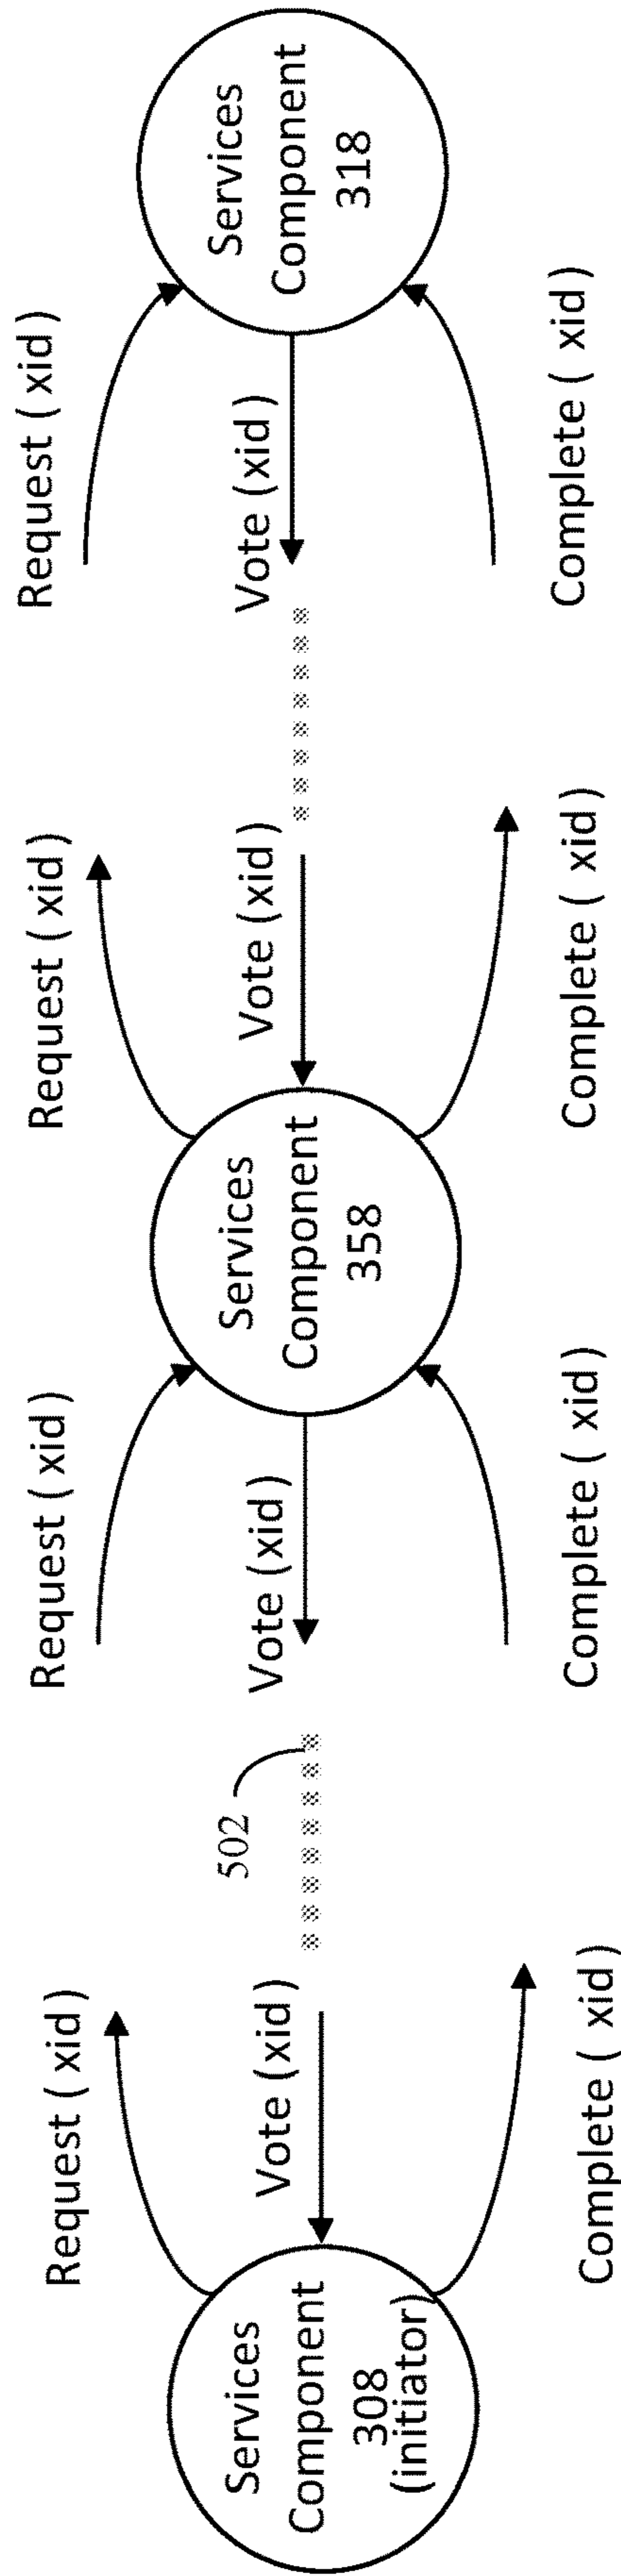 Request ( xid )
Request ( xid )
Request ( xid )
Request ( xid )
Services
Component
308
(initiator)
Vote (xid )
502
Vote (xid )
Services
Component
358
Vote (xid )
Vote (xid )
Services
Component
318
Complete ( xid )
Complete ( xid )
Complete ( xid )
Complete ( xid )